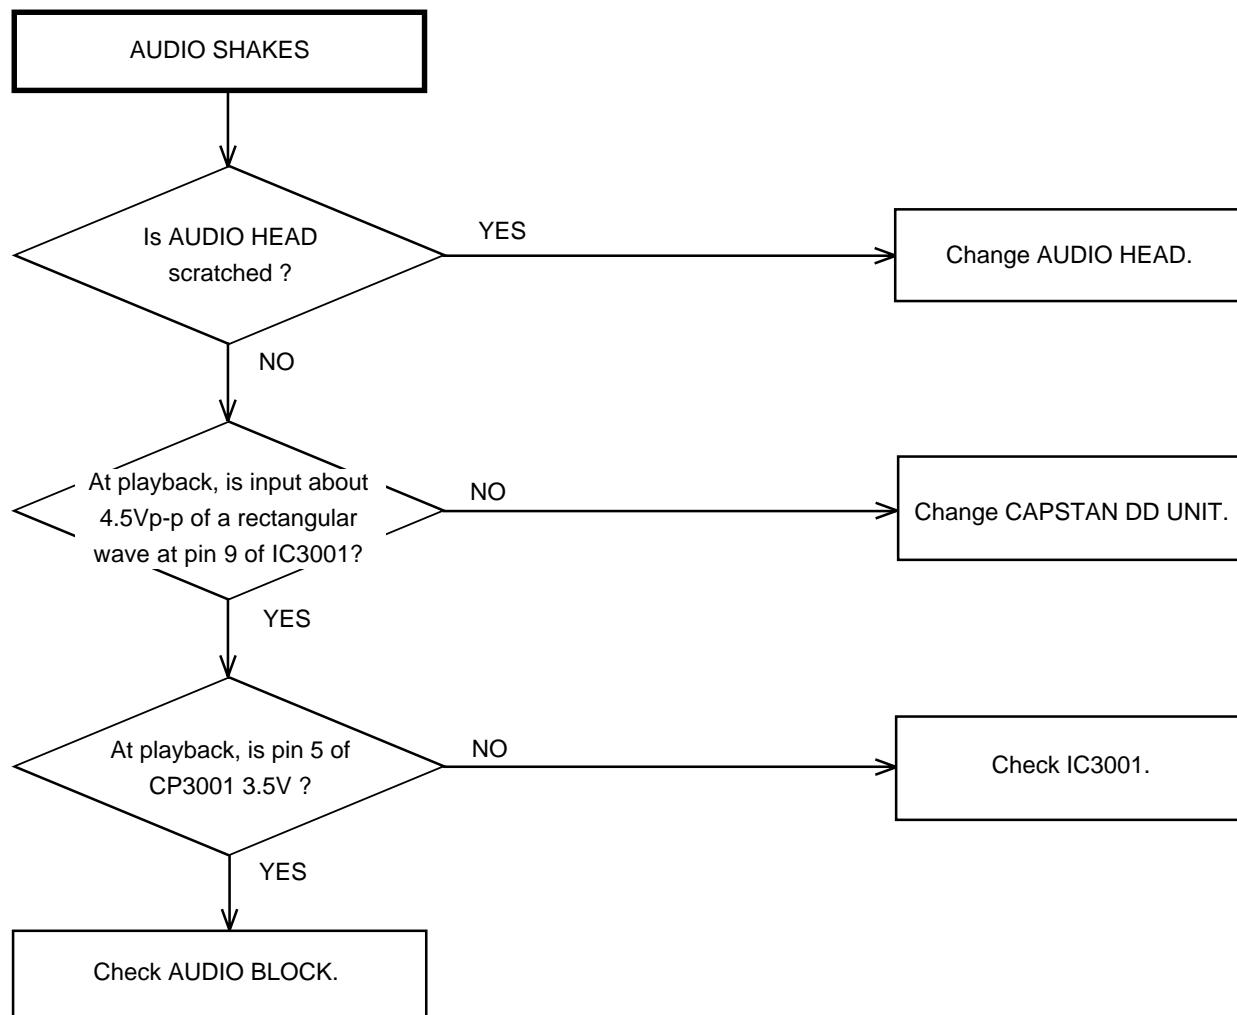 AUDIO SHAKES
Is AUDIO HEAD
scratched ?
YES
Change AUDIO HEAD.
NO
At playback, is input about
4.5Vp-p of a rectangular
wave at pin 9 of IC3001?
NO
Change CAPSTAN DD UNIT.
YES
At playback, is pin 5 of
CP3001 3.5V ?
NO
Check IC3001.
YES
Check AUDIO BLOCK.